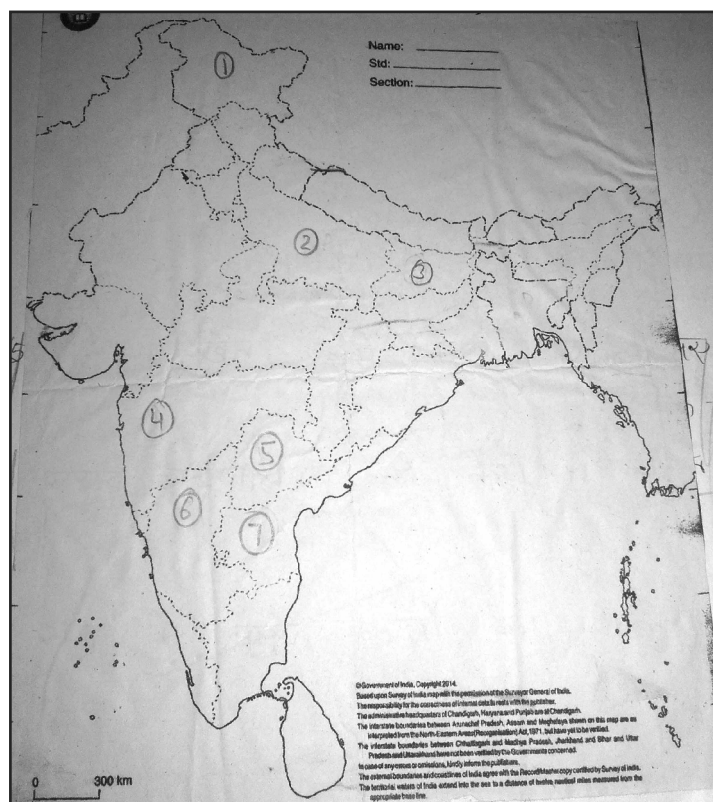 Name:
Std:
Section:
1
2
3
4
5
6
7
0 300 km
© Government of India, Copyright 2014.
Based upon Survey of India map with the permission of the Surveyor General of India.
The responsibility for the correctness of internal details rests with the publisher.
The administrative headquarters of Chandigarh, Haryana and Punjab are at Chandigarh.
The interstate boundaries between Arunachal Pradesh, Assam and Meghalaya shown on this map are as
interpreted from the North-Eastern Areas (Reorganisation) Act, 1971, but have yet to be verified.
The interstate boundaries between Chhattisgarh and Madhya Pradesh, Jharkhand and Bihar and Uttar
Pradesh and Uttarakhand have not been verified by the Governments concerned.
In case of any cores or omissions, kindly inform the publishers.
The external boundaries and coastlines of India agree with the Record/Master copy certified by Survey of India.
The territorial waters of India extend into the sea to a distance of twelve nautical miles measured from the
appropriate base line.